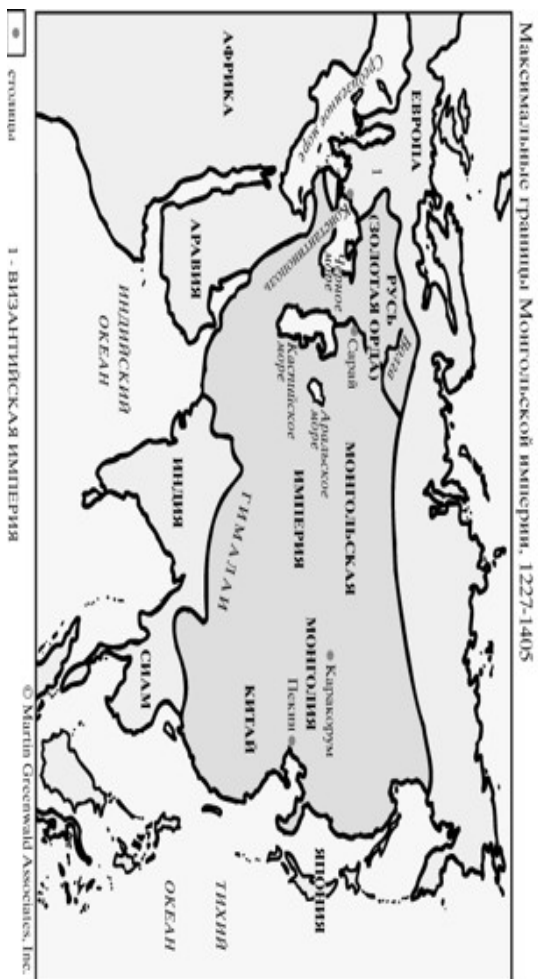 Максимальные границы Монгольской империи, 1227-1405
ЕВРОПА
1
РУСЬ
(ЗОЛОТАЯ ОРДА)
Волга
Сарай
Средиземное море
Константинополь
Черное
море
Каспийское
море
Аральское
море
МОНГОЛЬСКАЯ
ИМПЕРИЯ
МОНГОЛИЯ
Каракорум
Пекин
КИТАЙ
ЯПОНИЯ
АФРИКА
АРАВИЯ
ИНДИЯ
ГИМАЛАИ
СИАМ
ИНДИЙСКИЙ
ОКЕАН
ТИХИЙ
ОКЕАН
© Martin Greenwald Associates, Inc.
столицы
1 - ВИЗАНТИЙСКАЯ ИМПЕРИЯ